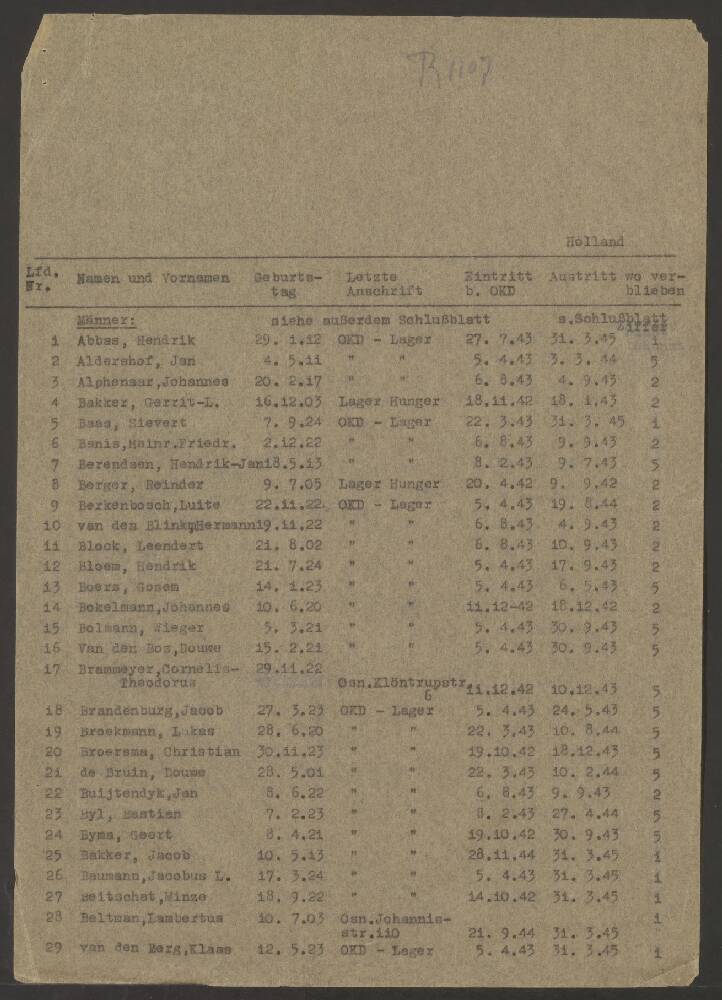 R 1107
Holland
Lfd. Namen und Vornamen Geburts- Letzte Eintritt Austritt wo ver-
Nr. tag Anschrift b. OKD blieben
Männer: siehe außerdem Schlußblatt s.Schlußblatt
Ziffer
1 Abbas, Hendrik 29. 1.12 OKD - Lager 27. 7.43 31. 3.45 1
2 Aldershof, Jan 4. 5.11 " " 5. 4.43 3. 3. 44 5
3 Alphenaar,Johannes 20. 2.17 " " 6. 8.43 4. 9.43 2
4 Bakker, Gerrit-L. 16.12.03 Lager Hunger 18.11.42 18. 1.43 2
5 Baas, Sievert 7. 9.24 OKD - Lager 22. 3.43 31. 3. 45 1
6 Banis,Heinr.Friedr. 2.12.22 " " 6. 8.43 9. 9.43 2
7 Berendsen, Hendrik-Jan18.5.13 " " 8. 2.43 9. 7.43 5
8 Berger, Reinder 9. 7.05 Lager Hunger 20. 4.42 9. 9.42 2
9 Berkenbosch,Luite 22.11.22. OKD - Lager 5. 4.43 19. 8.44 2
10 van den Blink,Hermann19.11.22 " " 6. 8.43 4. 9.43 2
11 Block, Leendert 21. 8.02 " " 6. 8.43 10. 9.43 2
12 Bloem, Hendrik 21. 7.24 " " 5. 4.43 17. 9.43 2
13 Boers, Gosem 14. 1.23 " " 5. 4.43 6. 5.43 5
14 Bokelmann,Johannes 10. 6.20 " " 11.12-42 18.12.42 2
15 Bolmann, Wieger 5. 3.21 " " 5. 4.43 30. 9.43 5
16 Van den Bos,Douwe 15. 2.21 " " 5. 4.43 30. 9.43 5
17 Brammeyer,Cornelis- 29.11.22
Theodorus Osn.Klöntrupstr. 11.12.42 10.12.43 5
6
18 Brandenburg,Jacob 27. 3.23 OKD - Lager 5. 4.43 24. 5.43 5
19 Broekmann, Lukas 28. 6.20 " " 22. 3.43 10. 8.44 5
20 Broersma, Christian 30.11.23 " " 19.10.42 18.12.43 5
21 de Bruin, Douwe 28. 5.01 " " 22. 3.43 10. 2.44 5
22 Buijtendyk,Jan 8. 6.22 " " 6. 8.43 9. 9.43 2
23 Byl, Bastian 7. 2.23 " " 8. 2.43 27. 4.44 5
24 Byma, Geert 8. 4.21 " " 19.10.42 30. 9.43 5
25 Bakker, Jacob 10. 5.13 " " 28.11.44 31. 3.45 1
26 Baumann,Jacobus L. 17. 3.24 " " 5. 4.43 31. 3.45 1
27 Beitschat,Minze 18. 9.22 " " 14.10.42 31. 3.45 1
28 Beltman,Lambertus 10. 7.03 Osn.Johannis- 1
str.110 21. 9.44 31. 3.45
29 van den Berg,Klaas 12. 5.23 OKD - Lager 5. 4.43 31. 3.45 1